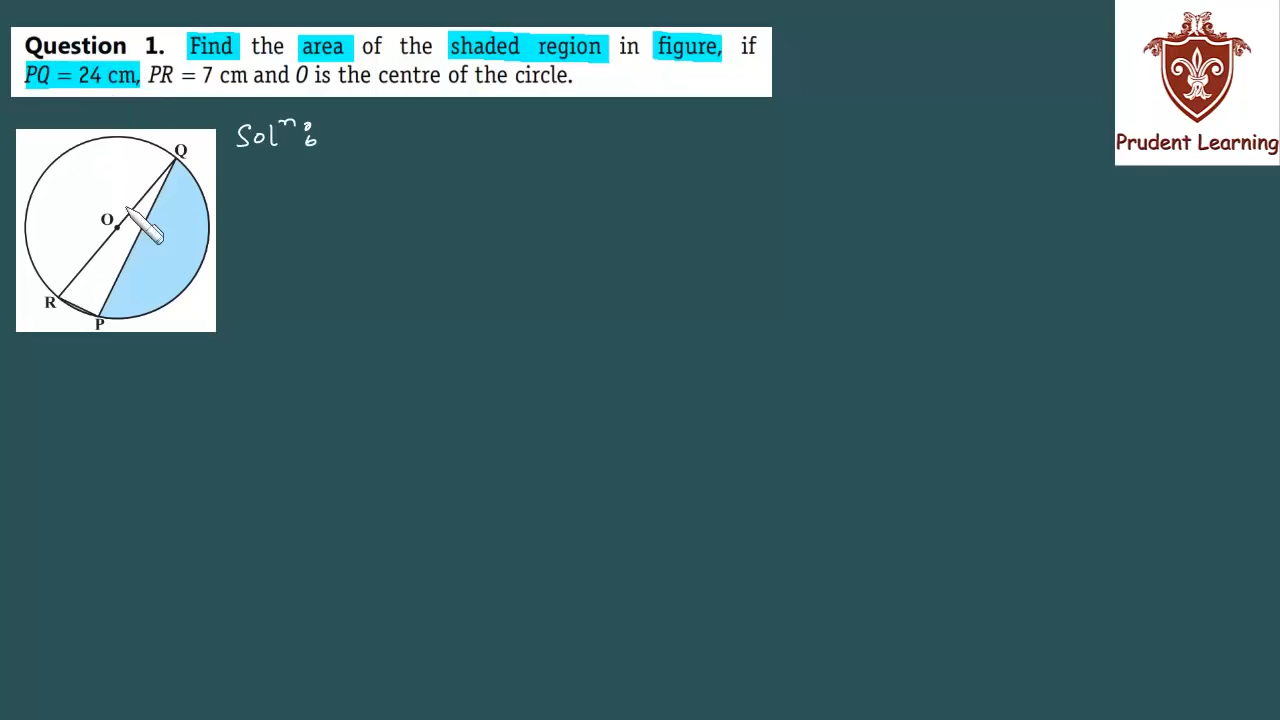 Question 1. Find the area of the shaded region in figure, if
PQ = 24 cm, PR = 7 cm and O is the centre of the circle.
Prudent Learning
Solⁿ:
Q
O
R
P